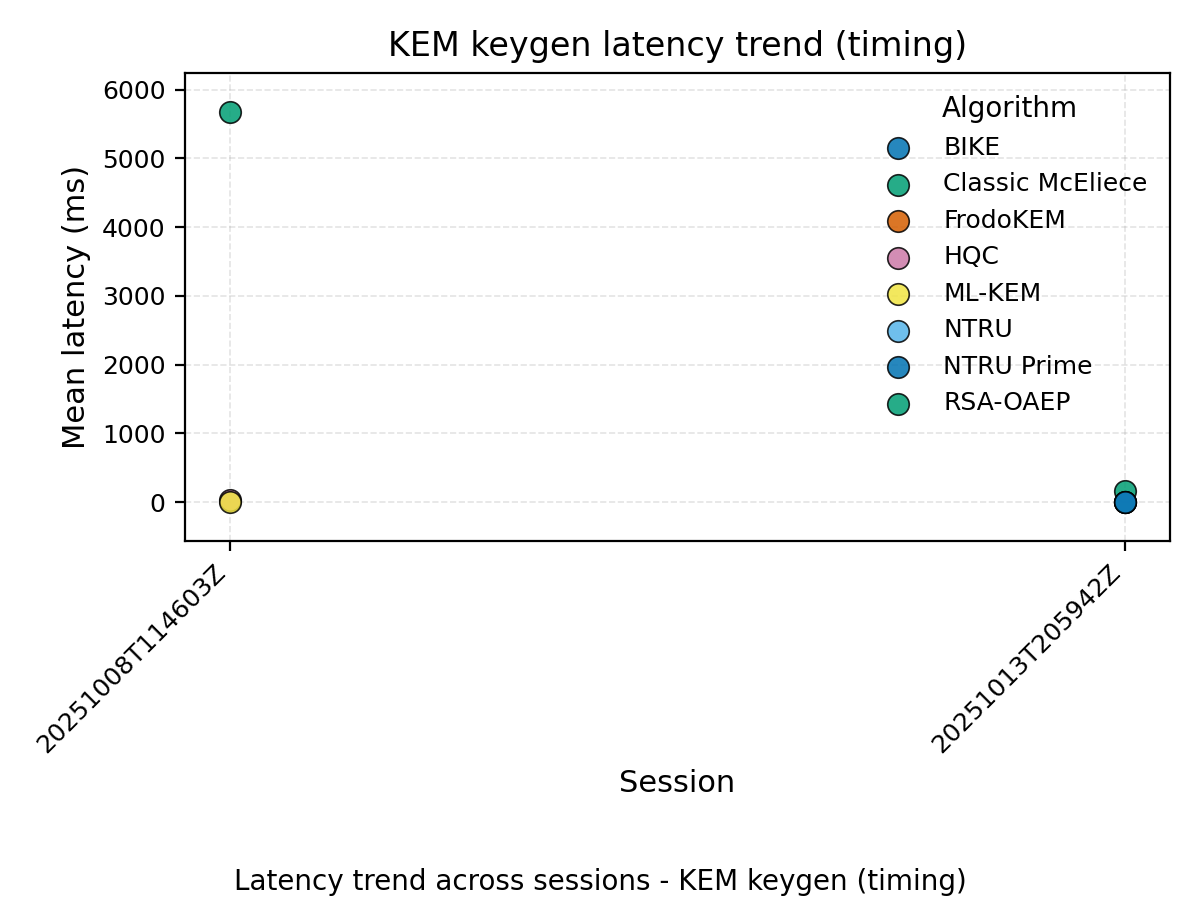 KEM keygen latency trend (timing)
Mean latency (ms)
6000
5000
4000
3000
2000
1000
0
Algorithm
BIKE
Classic McEliece
FrodoKEM
HQC
ML-KEM
NTRU
NTRU Prime
RSA-OAEP
20251008T114603Z
20251013T205942Z
Session
Latency trend across sessions - KEM keygen (timing)